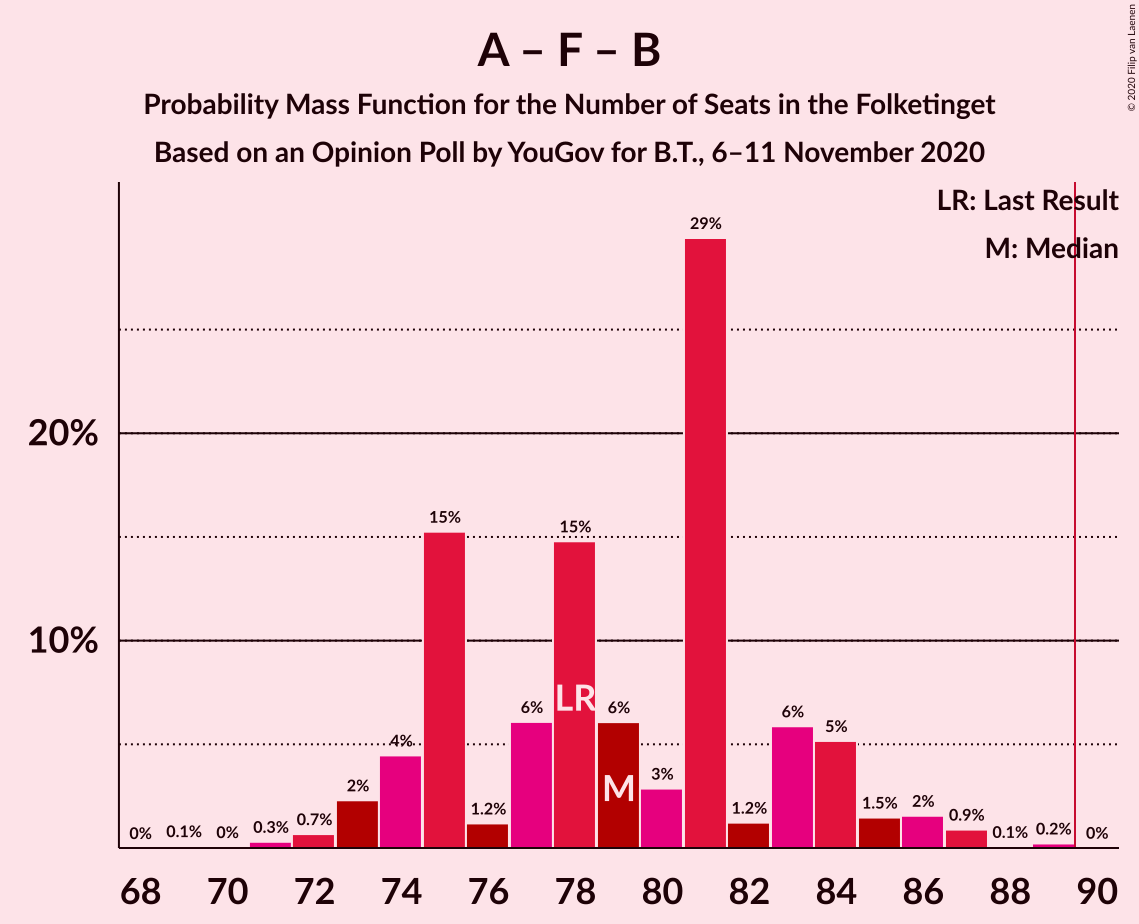 A – F – B
Probability Mass Function for the Number of Seats in the Folketinget
Based on an Opinion Poll by YouGov for B.T., 6–11 November 2020
© 2020 Filip van Laenen
LR: Last Result
M: Median
20%
10%
0% 0.1% 0% 0.3% 0.7% 2% 4% 15% 1.2% 6% 15% 6% 3% 29% 1.2% 6% 5% 1.5% 2% 0.9% 0.1% 0.2% 0%
LR
M
68 70 72 74 76 78 80 82 84 86 88 90